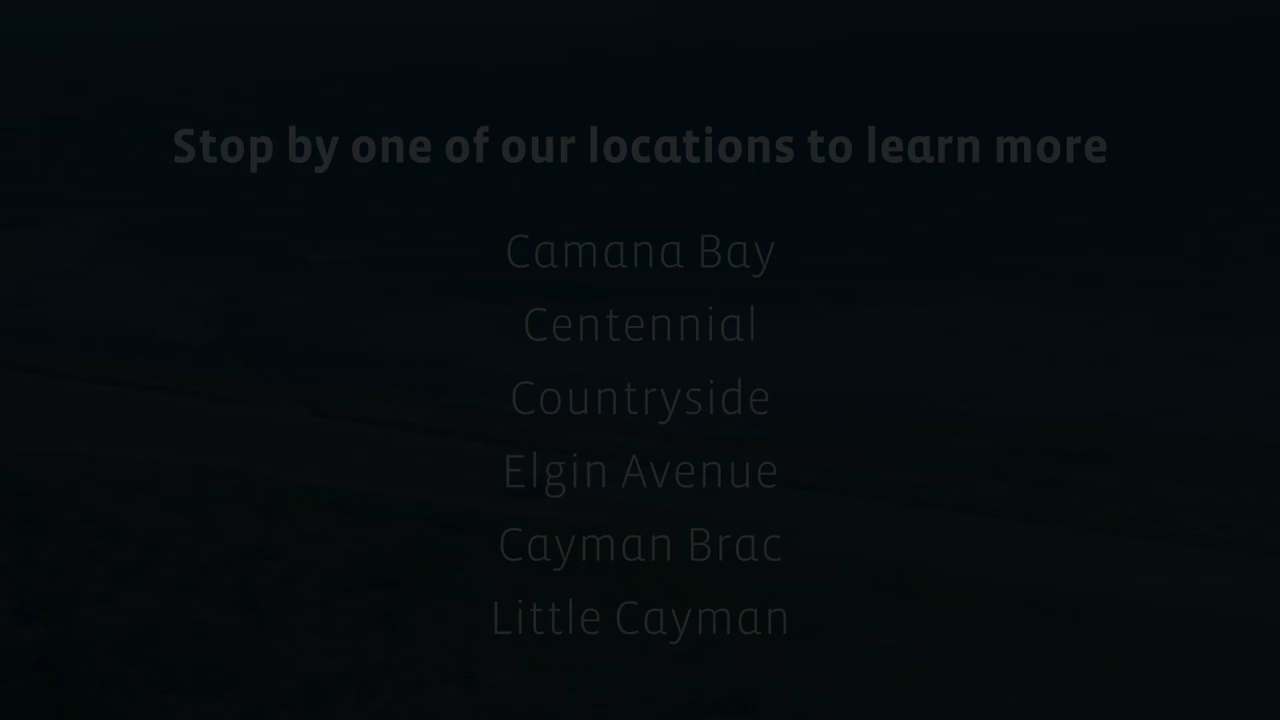 Stop by one of our locations to learn more
Camana Bay
Centennial
Countryside
Elgin Avenue
Cayman Brac
Little Cayman